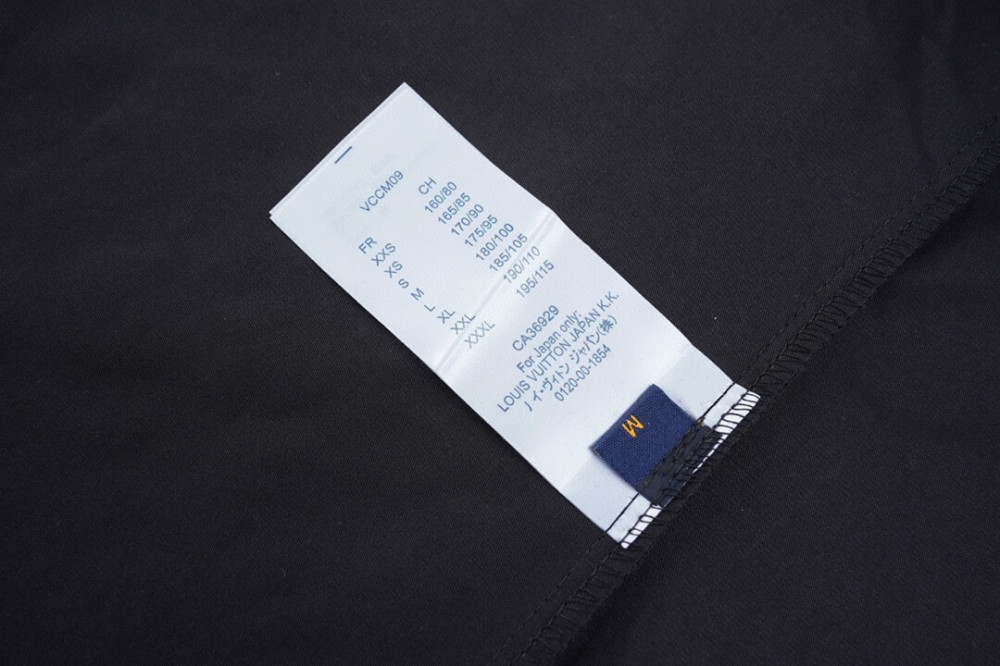 VCCM09
FR CH
XXS 160/80
XS 165/85
S 170/90
M 175/95
L 180/100
XL 185/105
XXL 190/110
XXXL 195/115
CA36929
For Japan only:
LOUIS VUITTON JAPAN K.K.
ノイ・ヴィトン ジャパン(株)
0120-00-1854
M